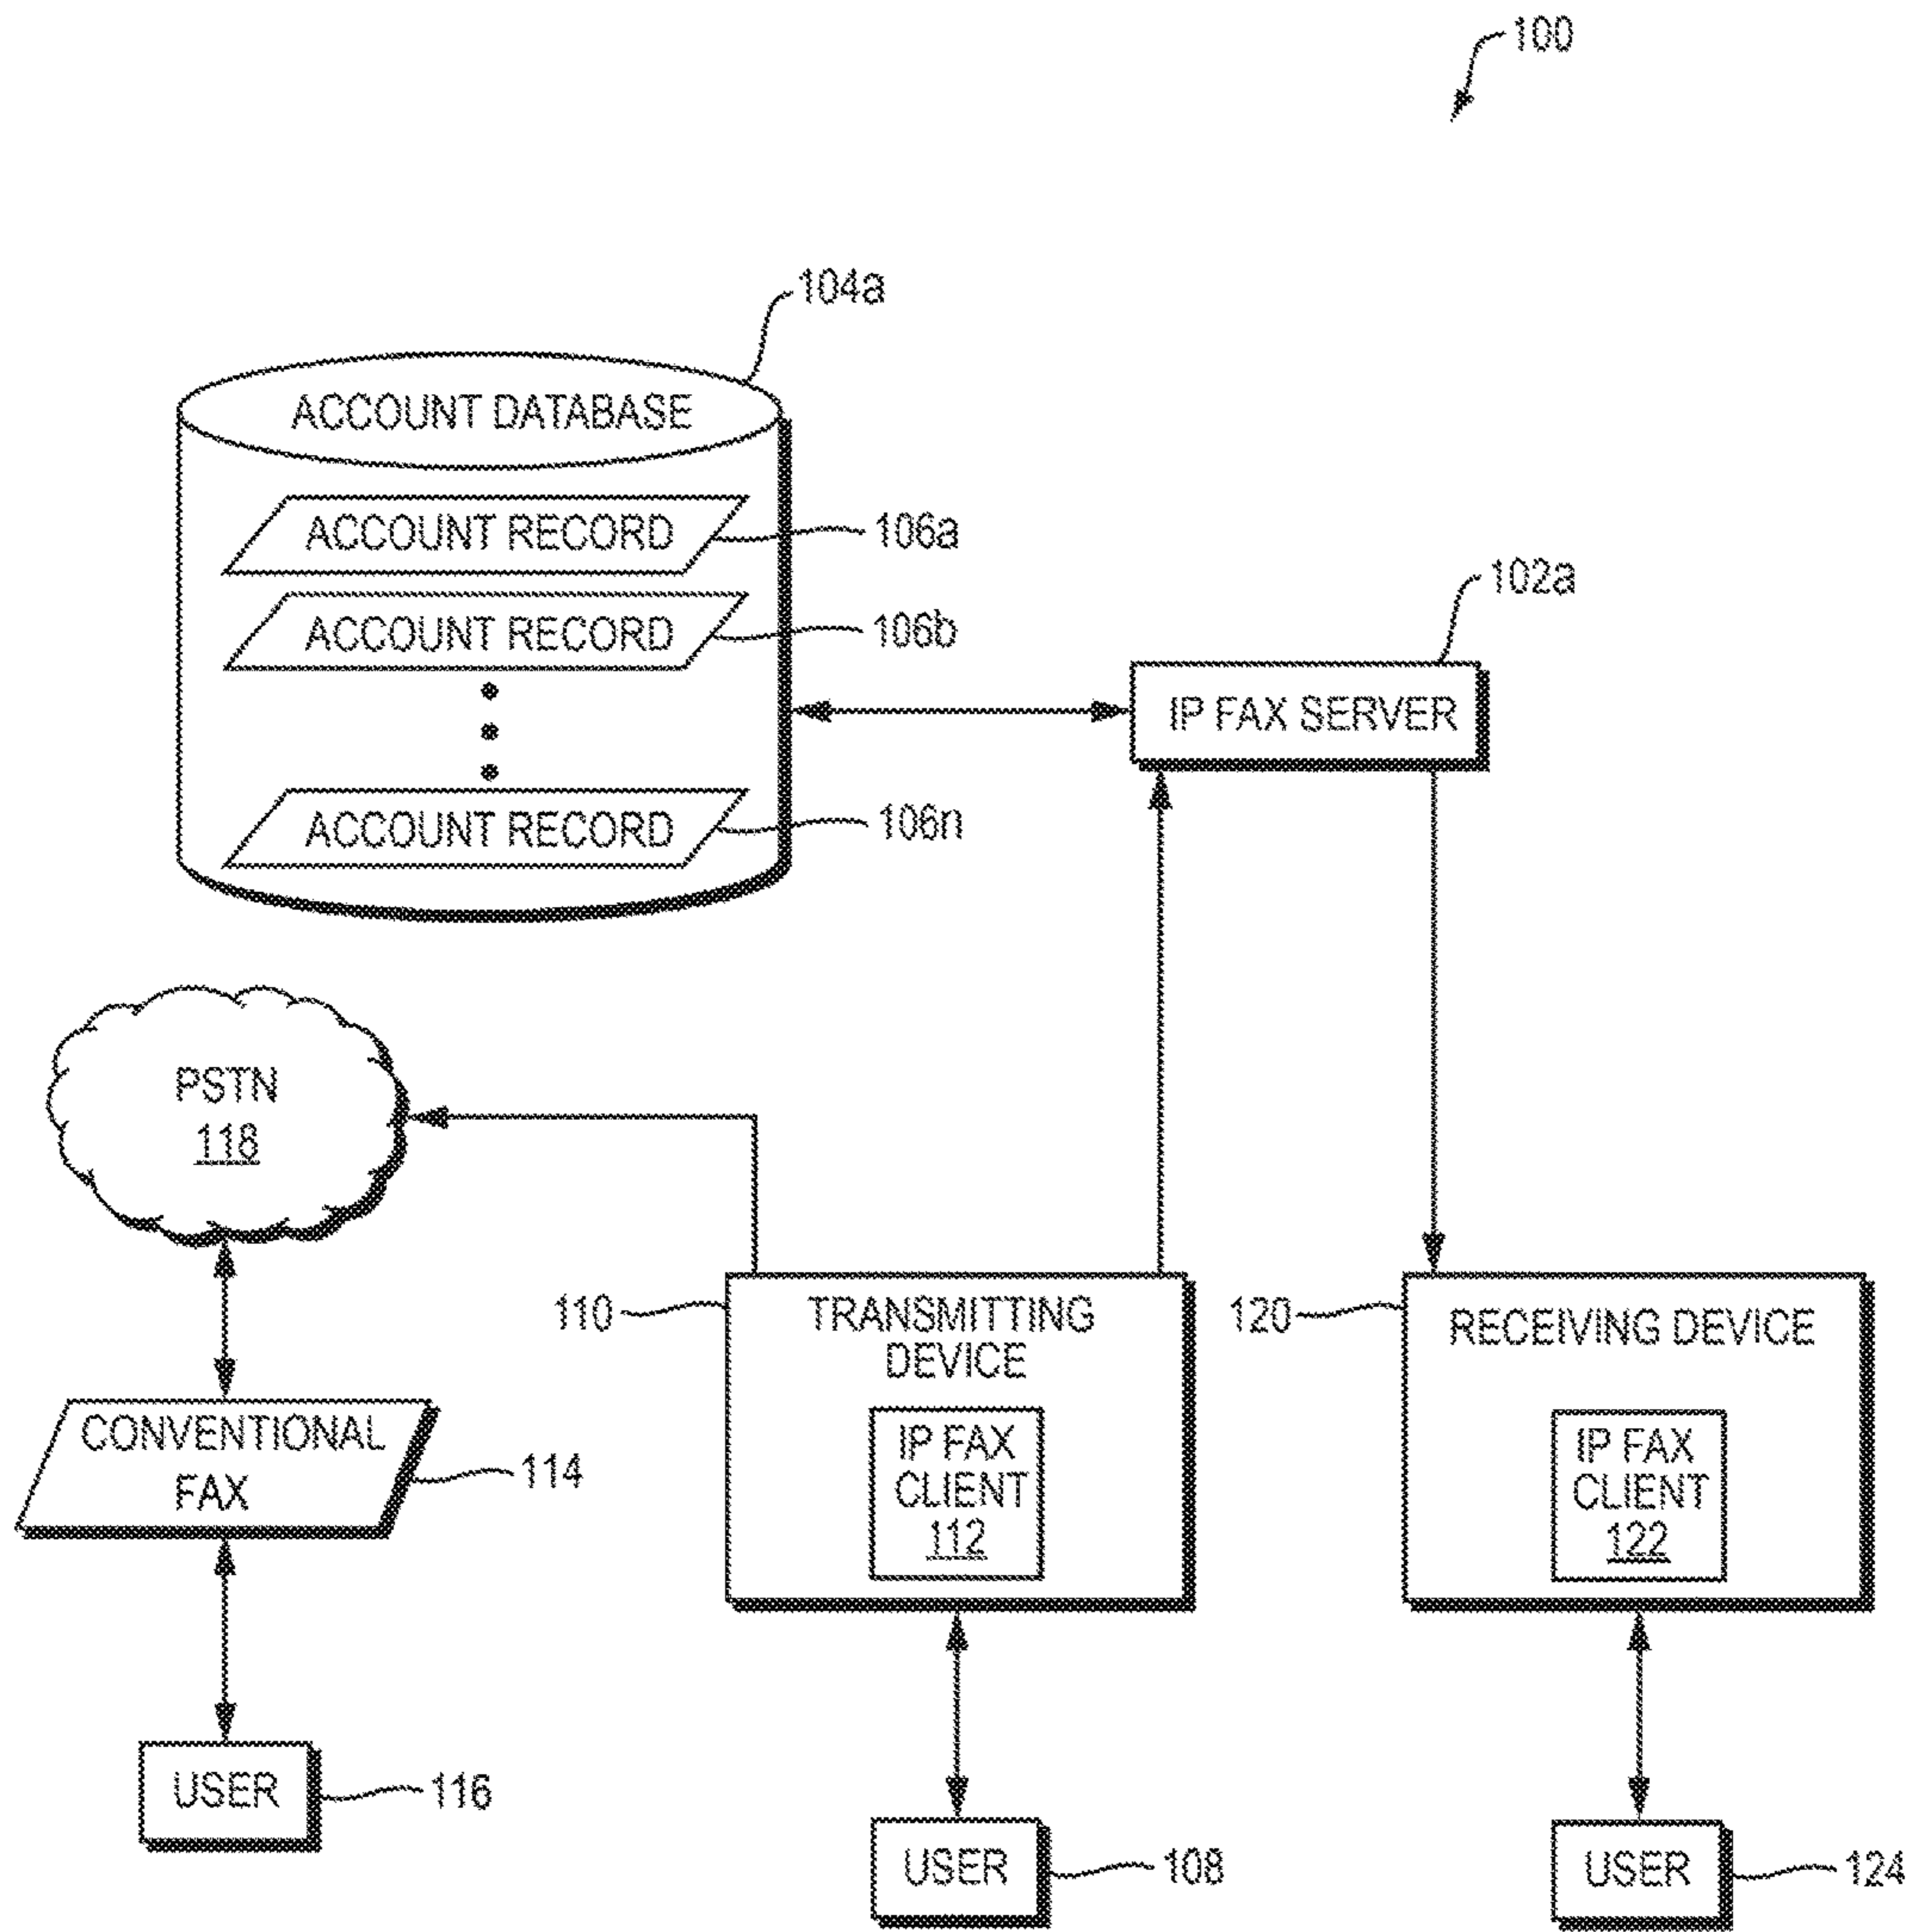 100
104a
ACCOUNT DATABASE
ACCOUNT RECORD
106a
ACCOUNT RECORD
106b
ACCOUNT RECORD
106n
102a
IP FAX SERVER
PSTN
118
110
TRANSMITTING
DEVICE
IP FAX
CLIENT
112
120
RECEIVING DEVICE
IP FAX
CLIENT
122
CONVENTIONAL
FAX
114
USER
116
USER
108
USER
124